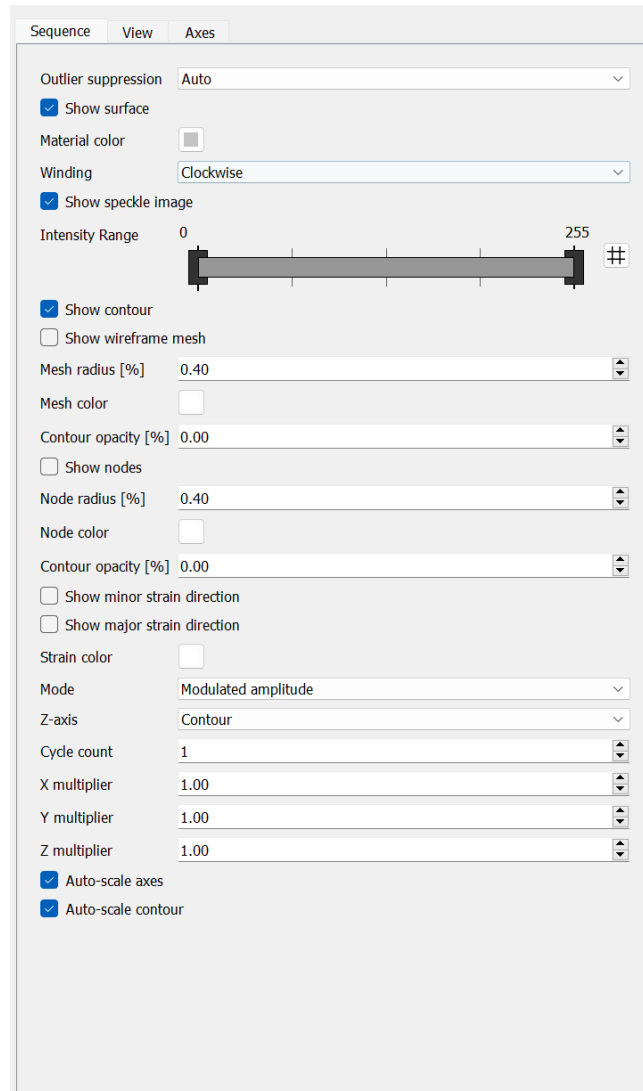 Sequence View Axes
Outlier suppression Auto
Show surface
Material color
Winding Clockwise
Show speckle image
Intensity Range 0 255
Show contour
Show wireframe mesh
Mesh radius [%] 0.40
Mesh color
Contour opacity [%] 0.00
Show nodes
Node radius [%] 0.40
Node color
Contour opacity [%] 0.00
Show minor strain direction
Show major strain direction
Strain color
Mode Modulated amplitude
Z-axis Contour
Cycle count 1
X multiplier 1.00
Y multiplier 1.00
Z multiplier 1.00
Auto-scale axes
Auto-scale contour